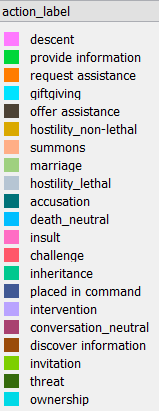 action_label
descent
provide information
request assistance
giftgiving
offer assistance
hostility_non-lethal
summons
marriage
hostility_lethal
accusation
death_neutral
insult
challenge
inheritance
placed in command
intervention
conversation_neutral
discover information
invitation
threat
ownership